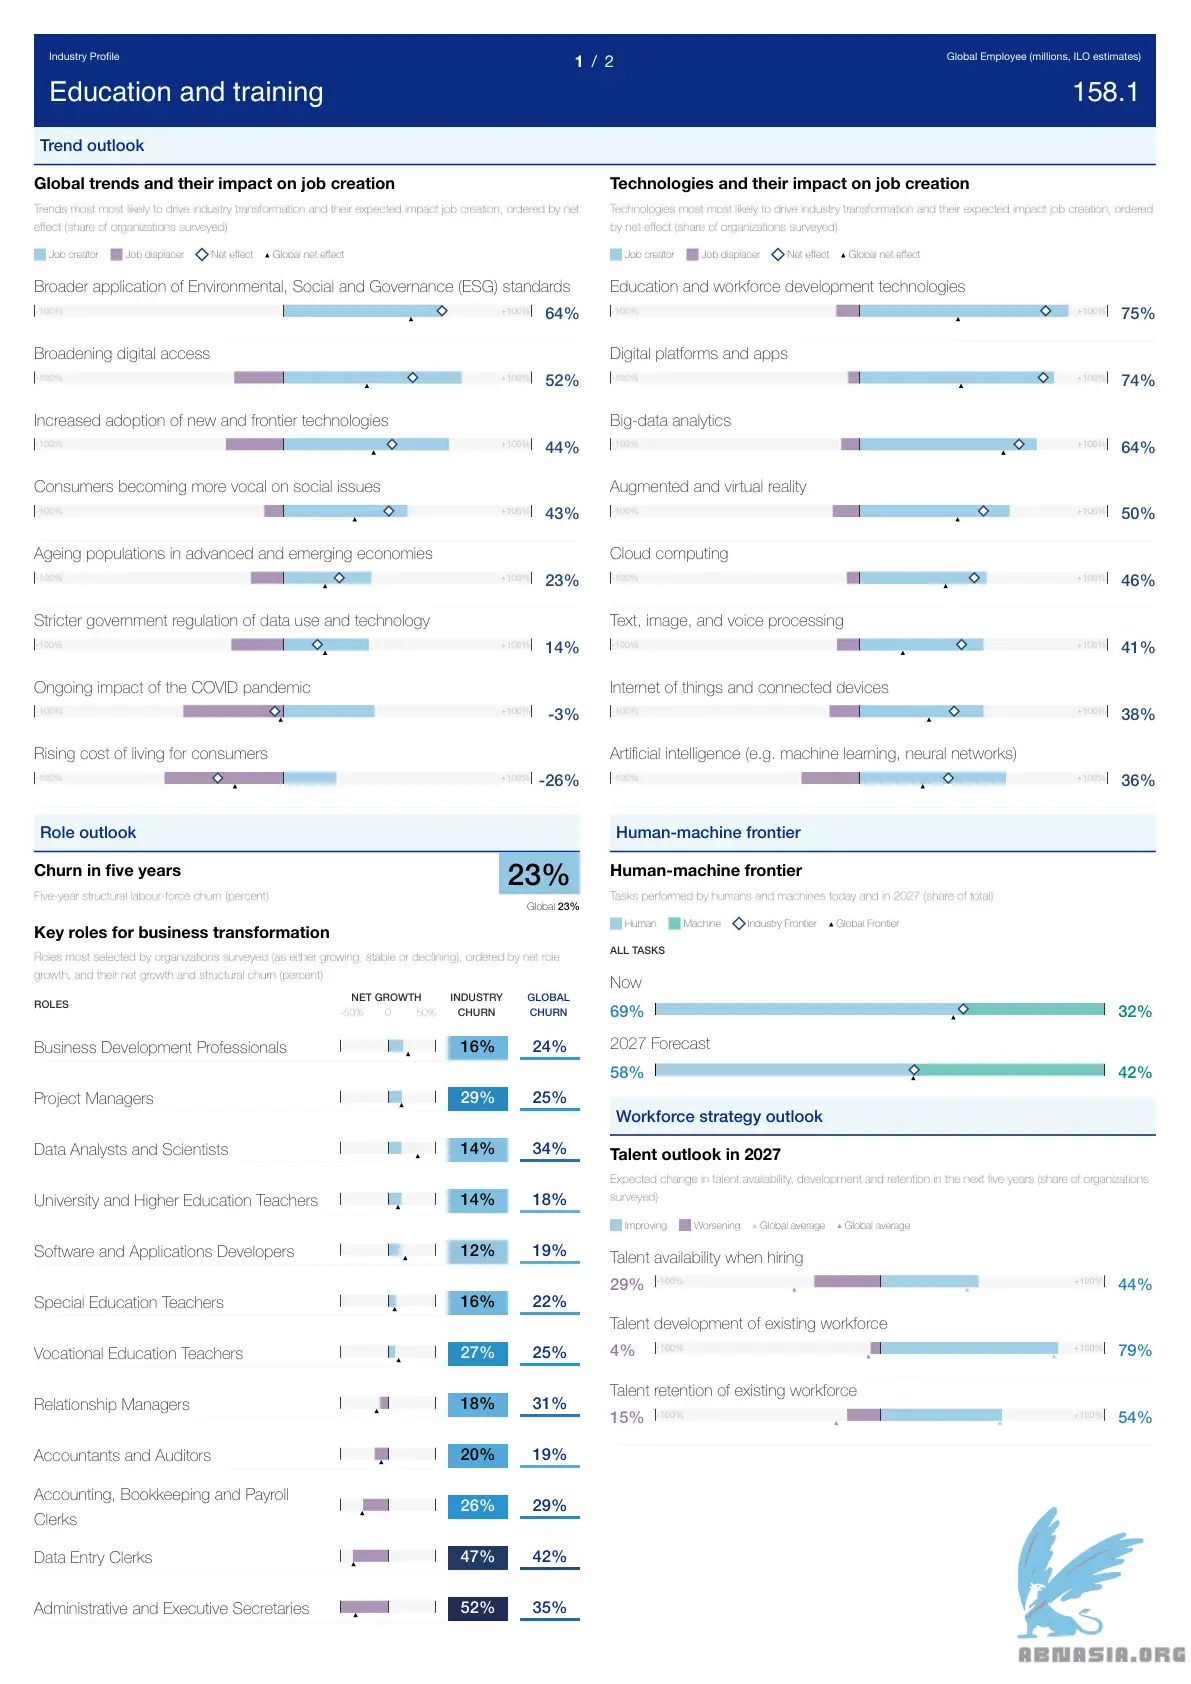 Industry Profile
1 / 2
Global Employee (millions, ILO estimates)
Education and training
158.1
Trend outlook
Global trends and their impact on job creation
Trends most most likely to drive industry transformation and their expected impact job creation, ordered by net
effect (share of organizations surveyed)
Job creator Job displacer Net effect Global net effect
Broader application of Environmental, Social and Governance (ESG) standards
-100% +100% 64%
Broadening digital access
-100% +100% 52%
Increased adoption of new and frontier technologies
-100% +100% 44%
Consumers becoming more vocal on social issues
-100% +100% 43%
Ageing populations in advanced and emerging economies
-100% +100% 23%
Stricter government regulation of data use and technology
-100% +100% 14%
Ongoing impact of the COVID pandemic
-100% +100% -3%
Rising cost of living for consumers
-100% +100% -26%
Technologies and their impact on job creation
Technologies most most likely to drive industry transformation and their expected impact job creation, ordered
by net effect (share of organizations surveyed)
Job creator Job displacer Net effect Global net effect
Education and workforce development technologies
-100% +100% 75%
Digital platforms and apps
-100% +100% 74%
Big-data analytics
-100% +100% 64%
Augmented and virtual reality
-100% +100% 50%
Cloud computing
-100% +100% 46%
Text, image, and voice processing
-100% +100% 41%
Internet of things and connected devices
-100% +100% 38%
Artificial intelligence (e.g. machine learning, neural networks)
-100% +100% 36%
Role outlook
Churn in five years
23%
Five-year structural labour-force churn (percent)
Global 23%
Key roles for business transformation
Roles most selected by organizations surveyed (as either growing, stable or declining), ordered by net role
growth, and their net growth and structural churn (percent)
ROLES NET GROWTH INDUSTRY CHURN GLOBAL CHURN
-50% 0 50%
Business Development Professionals 16% 24%
Project Managers 29% 25%
Data Analysts and Scientists 14% 34%
University and Higher Education Teachers 14% 18%
Software and Applications Developers 12% 19%
Special Education Teachers 16% 22%
Vocational Education Teachers 27% 25%
Relationship Managers 18% 31%
Accountants and Auditors 20% 19%
Accounting, Bookkeeping and Payroll
Clerks 26% 29%
Data Entry Clerks 47% 42%
Administrative and Executive Secretaries 52% 35%
Human-machine frontier
Human-machine frontier
Tasks performed by humans and machines today and in 2027 (share of total)
Human Machine Industry Frontier Global Frontier
ALL TASKS
Now
69% 32%
2027 Forecast
58% 42%
Workforce strategy outlook
Talent outlook in 2027
Expected change in talent availability, development and retention in the next five years (share of organizations
surveyed)
Improving Worsening Global average Global average
Talent availability when hiring
29% -100% +100% 44%
Talent development of existing workforce
4% -100% +100% 79%
Talent retention of existing workforce
15% -100% +100% 54%
ABNASIA.ORG